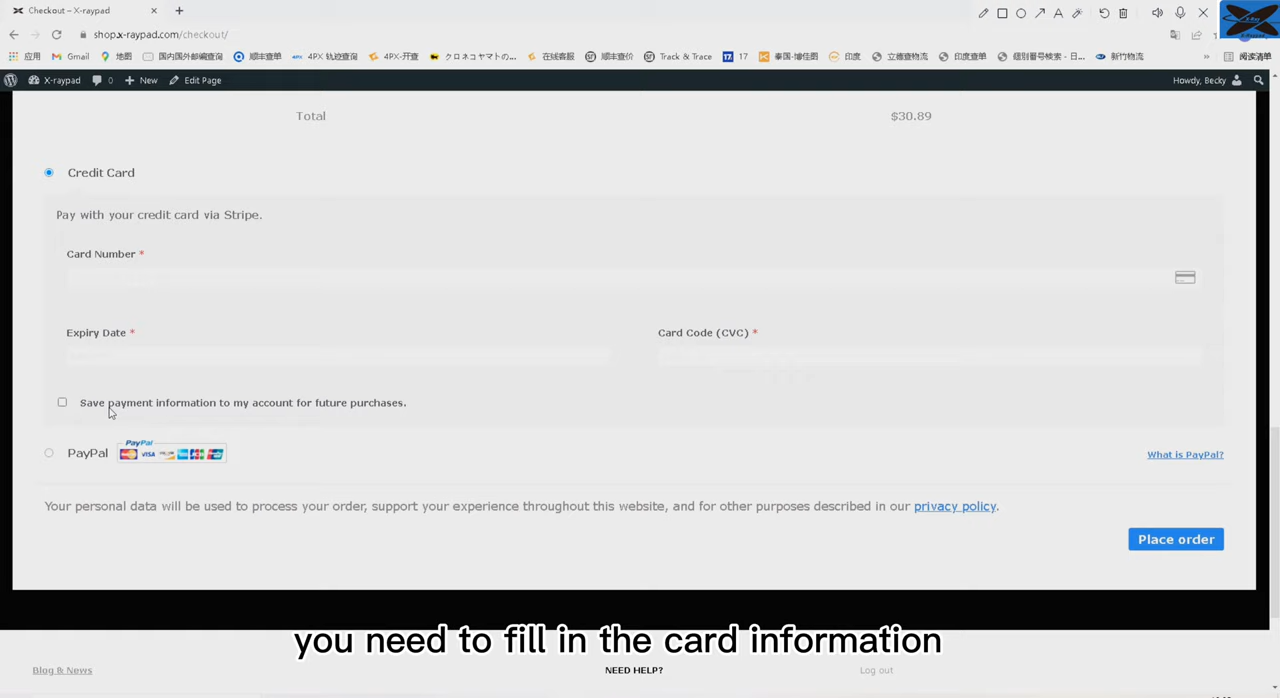 Checkout – X-raypad
shop.x-raypad.com/checkout/
应用 Gmail 地图 国内国外邮编查询 顺丰查单 4PX 轨迹查询 4PX-开查 クロネコヤマトの... 在线客服 顺丰查价 Track & Trace 17 泰国-增佳图 印度 立德查物流 印度查单 個別番号検索 - 日... 新竹物流 » 阅读清单
X-raypad 0 + New Edit Page Howdy, Becky
Total $30.89
Credit Card
Pay with your credit card via Stripe.
Card Number *
Expiry Date * Card Code (CVC) *
Save payment information to my account for future purchases.
PayPal PayPal VISA What is PayPal?
Your personal data will be used to process your order, support your experience throughout this website, and for other purposes described in our privacy policy.
Place order
you need to fill in the card information
Blog & News NEED HELP? Log out